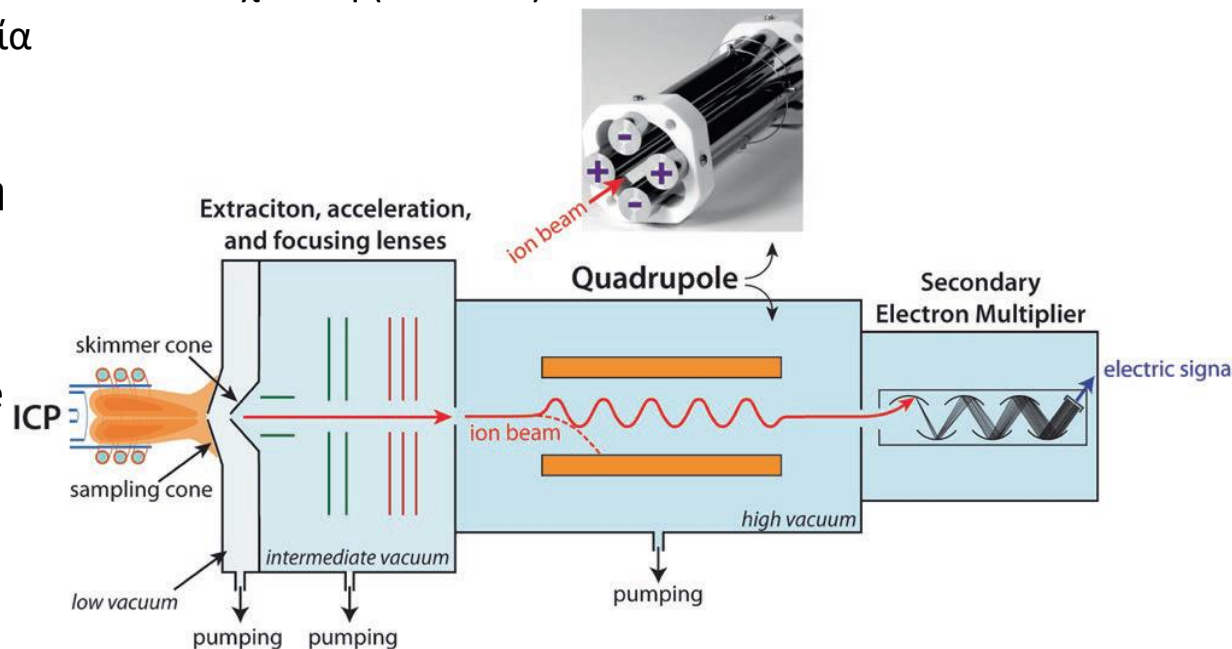 ία
Extraciton, acceleration,
and focusing lenses
ion beam
-
+
+
-
Quadrupole
Secondary
Electron Multiplier
skimmer cone
electric signa
ICP
ion beam
sampling cone
high vacuum
intermediate vacuum
low vacuum
pumping
pumping
pumping